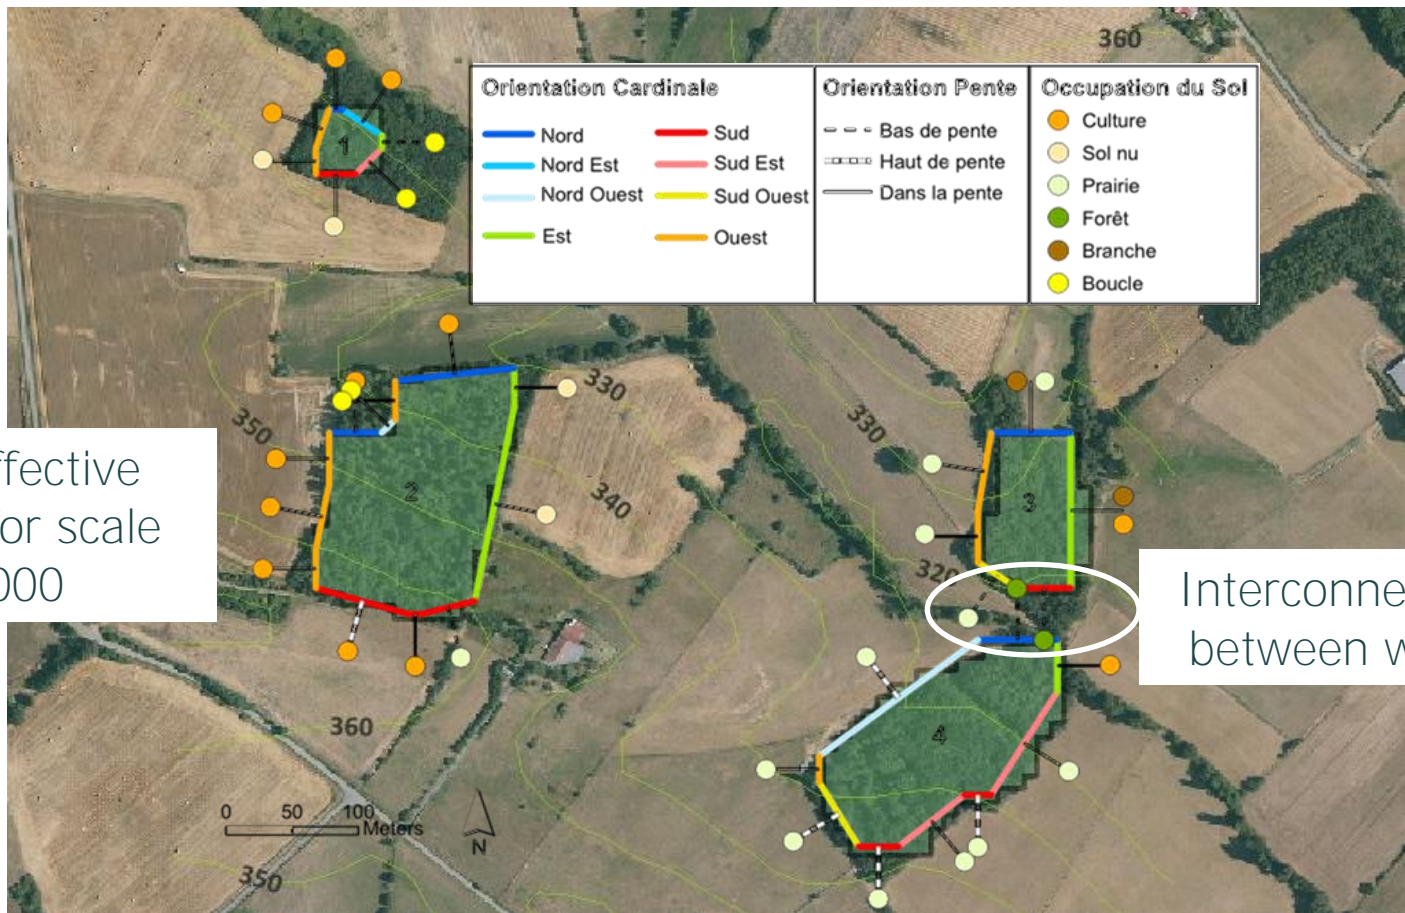 360
Orientation Cardinale
Nord
Nord Est
Nord Ouest
Est
Sud
Sud Est
Sud Ouest
Ouest
Orientation Pente
Bas de pente
Haut de pente
Dans la pente
Occupation du Sol
Culture
Sol nu
Prairie
Forêt
Branche
Boucle
1
330
350
330
2
340
3
320
ffective
or scale
000
Interconne
between w
4
360
0 50 100
Meters
N
350